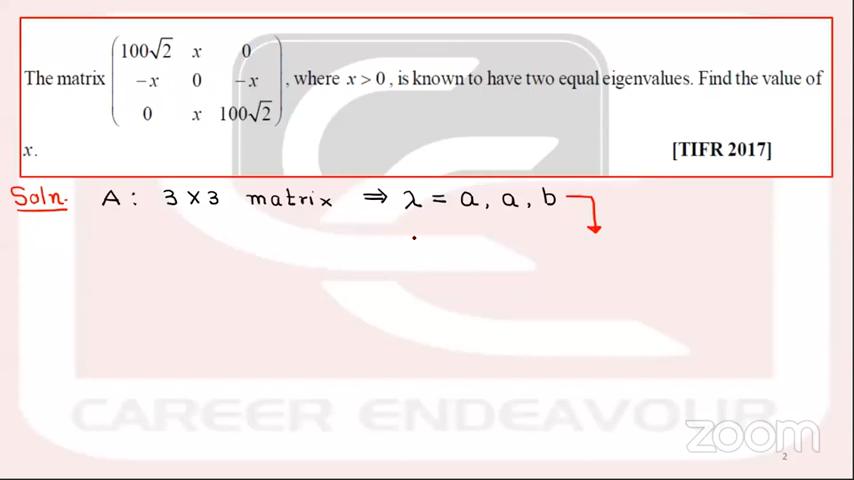 100√2 x 0
The matrix -x 0 -x , where x > 0 , is known to have two equal eigenvalues. Find the value of
0 x 100√2
x. [TIFR 2017]
Soln. A : 3 X 3 matrix ⇒ λ = a, a, b
CAREER ENDEAVOUR
zoom
2